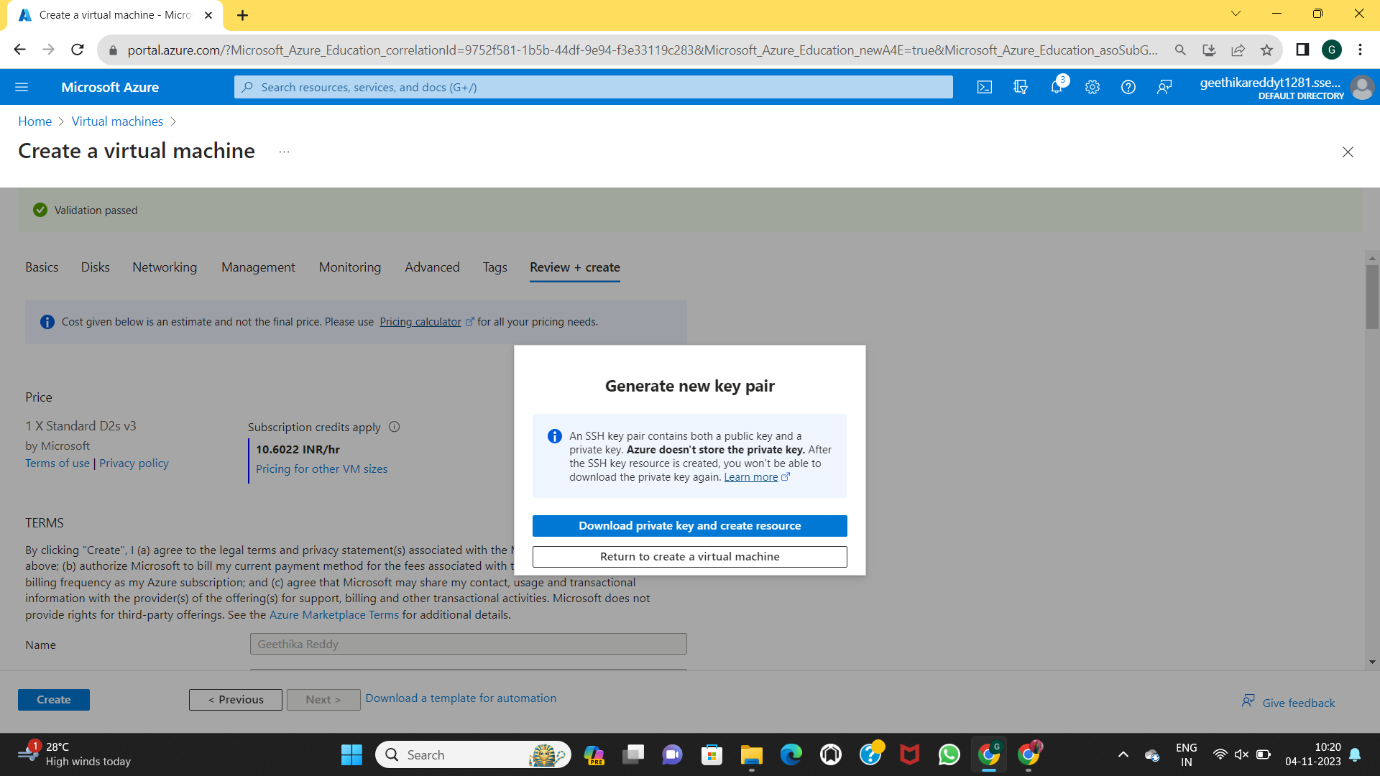 Create a virtual machine - Micro
portal.azure.com/?Microsoft_Azure_Education_correlationId=9752f581-1b5b-44df-9e94-f3e33119c283&Microsoft_Azure_Education_newA4E=true&Microsoft_Azure_Education_asoSubG...
G
Microsoft Azure
Search resources, services, and docs (G+/)
3
geethikareddyt1281.sse...
DEFAULT DIRECTORY
Home > Virtual machines >
Create a virtual machine ...
Validation passed
Basics Disks Networking Management Monitoring Advanced Tags Review + create
Cost given below is an estimate and not the final price. Please use Pricing calculator for all your pricing needs.
Generate new key pair
An SSH key pair contains both a public key and a
private key. Azure doesn't store the private key. After
the SSH key resource is created, you won't be able to
download the private key again. Learn more
Download private key and create resource
Return to create a virtual machine
Price
1 X Standard D2s v3
by Microsoft
Terms of use | Privacy policy
Subscription credits apply
10.6022 INR/hr
Pricing for other VM sizes
TERMS
By clicking "Create", I (a) agree to the legal terms and privacy statement(s) associated with the
above; (b) authorize Microsoft to bill my current payment method for the fees associated with
billing frequency as my Azure subscription; and (c) agree that Microsoft may share my contact, usage and transactional
information with the provider(s) of the offering(s) for support, billing and other transactional activities. Microsoft does not
provide rights for third-party offerings. See the Azure Marketplace Terms for additional details.
Name Geethika Reddy
Create < Previous Next > Download a template for automation
Give feedback
1
28°C
High winds today
Search
PRE
ENG
IN
10:20
04-11-2023